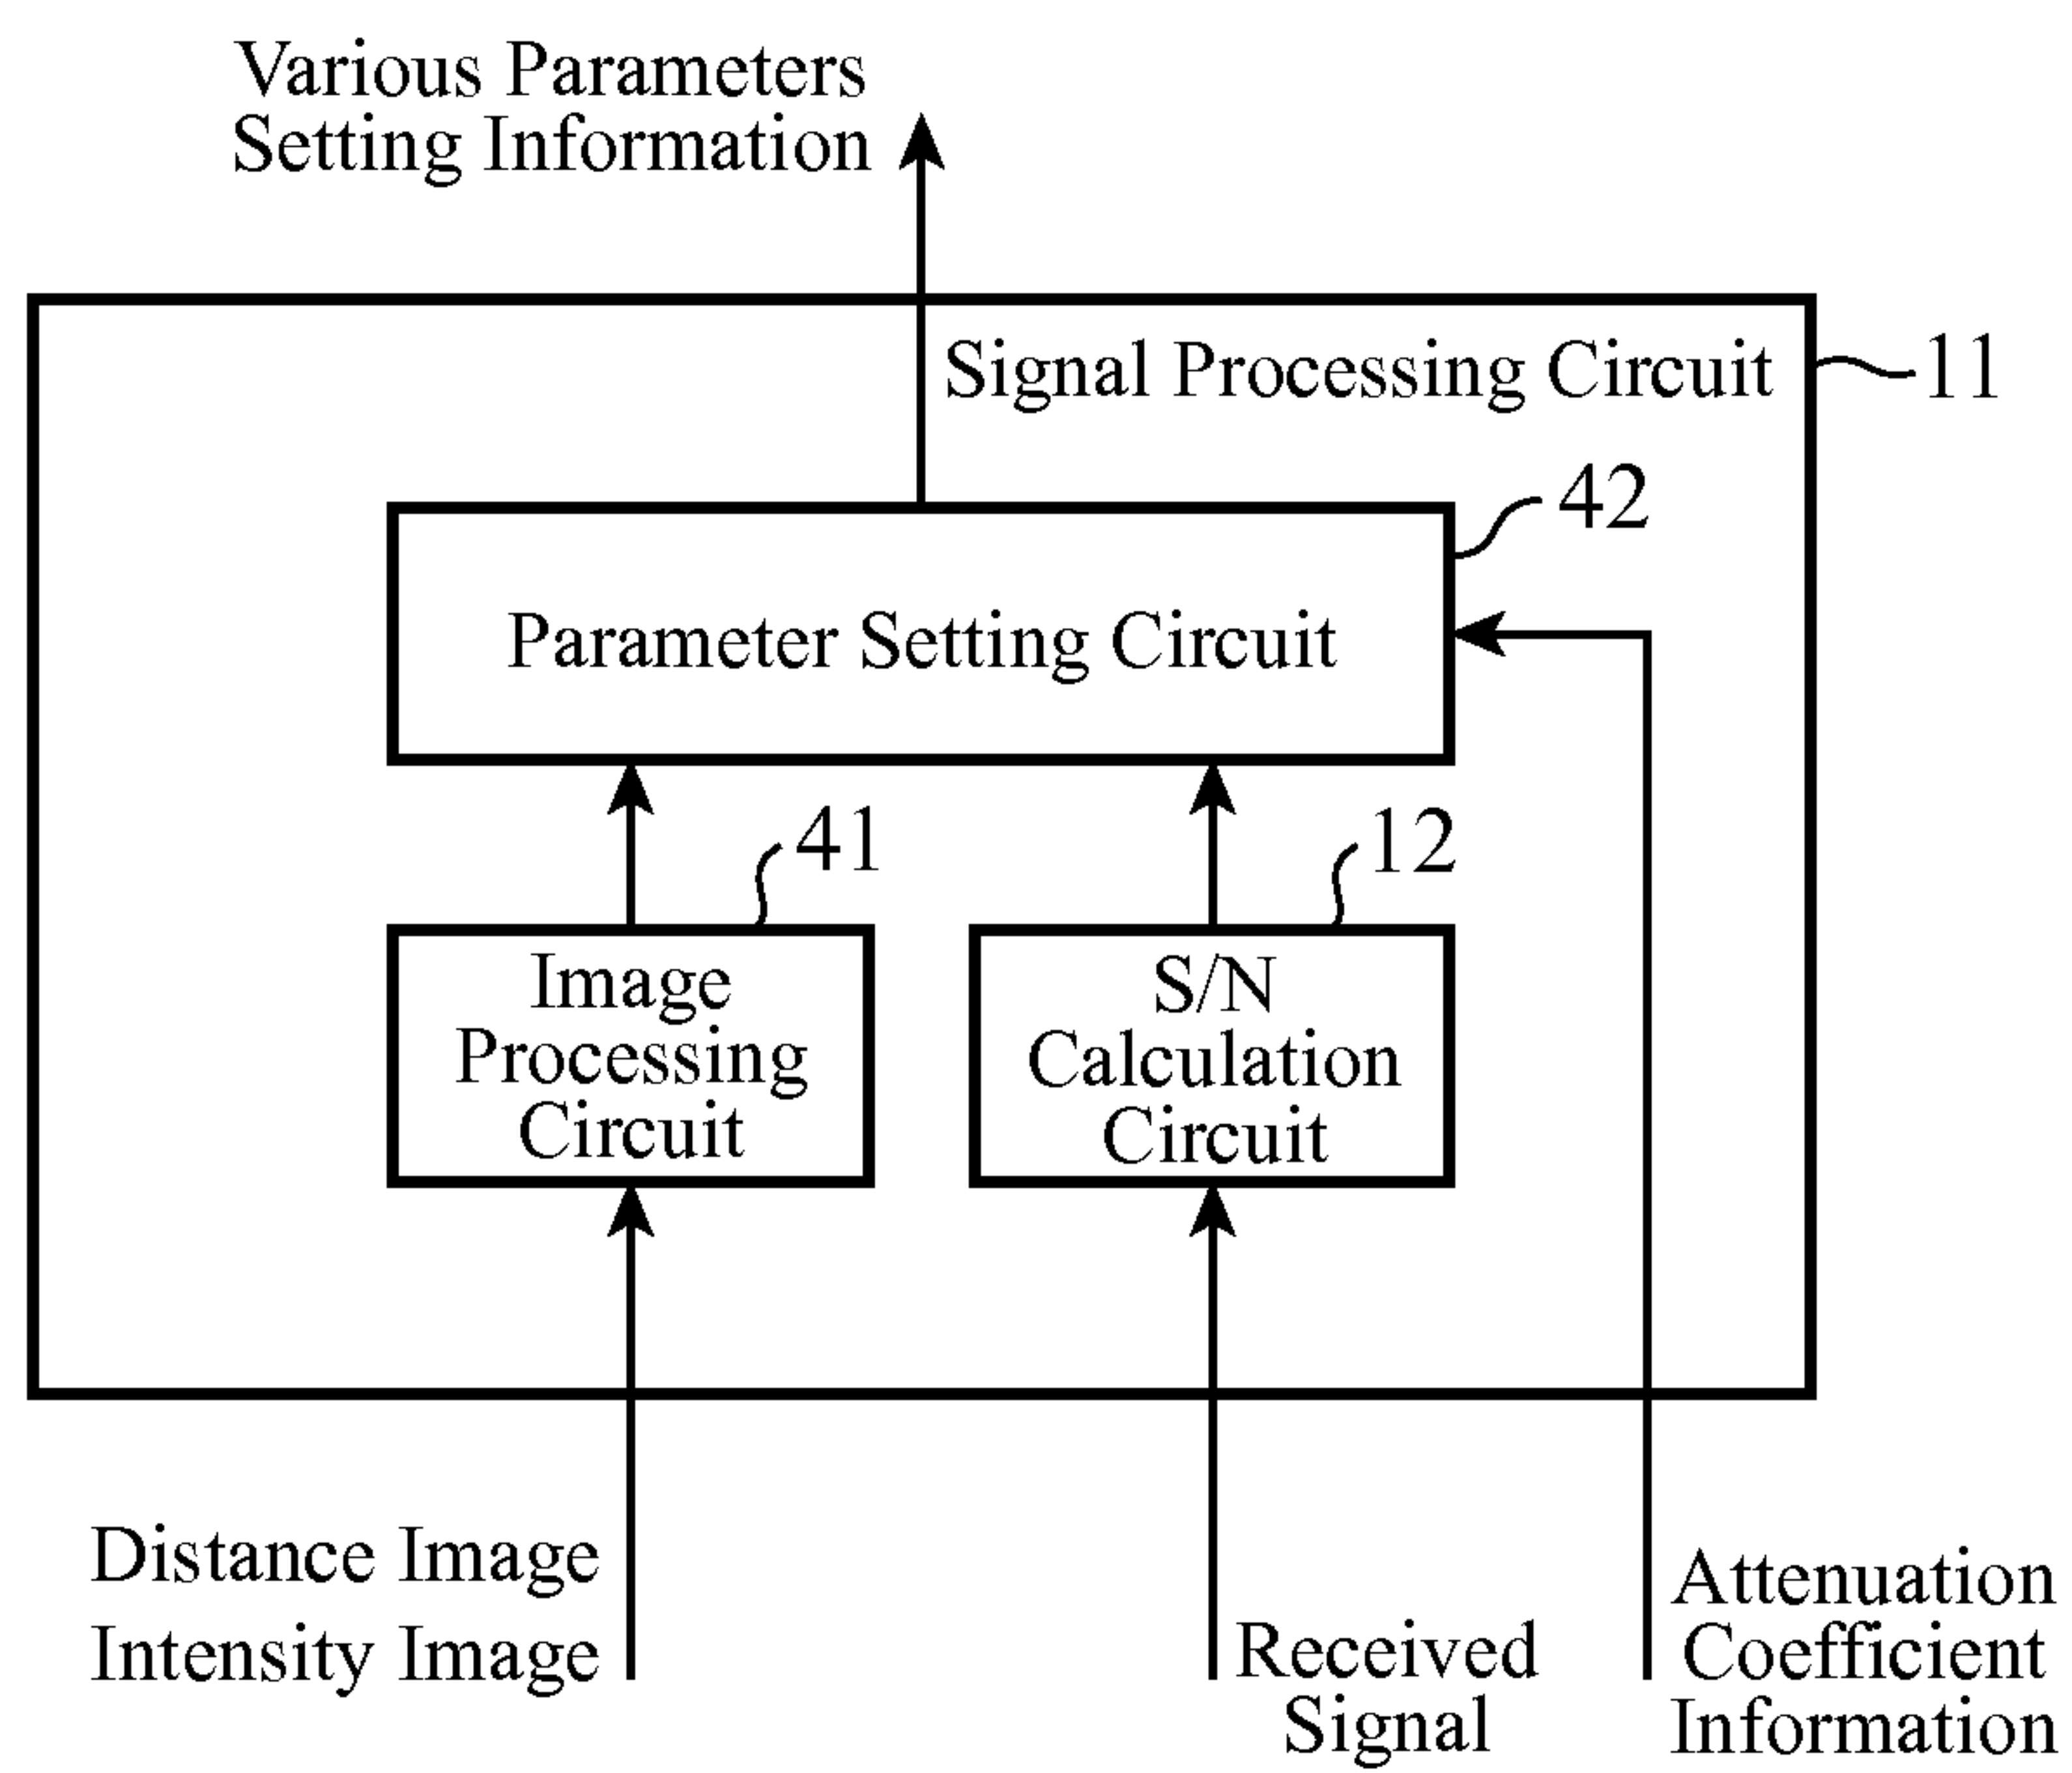 Various Parameters
Setting Information
Signal Processing Circuit
11
42
Parameter Setting Circuit
41
12
Image
Processing
Circuit
S/N
Calculation
Circuit
Distance Image
Intensity Image
Received
Signal
Attenuation
Coefficient
Information